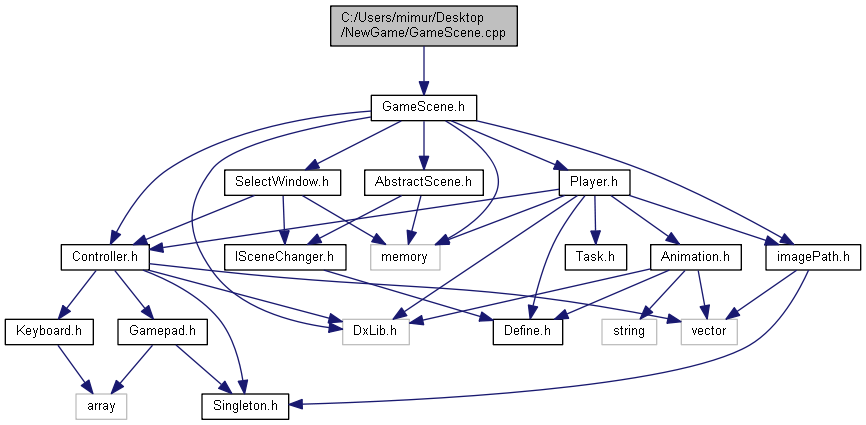 C:/Users/mimur/Desktop
/NewGame/GameScene.cpp
GameScene.h
SelectWindow.h
AbstractScene.h
Player.h
Controller.h
ISceneChanger.h
memory
Task.h
Animation.h
imagePath.h
Keyboard.h
Gamepad.h
DxLib.h
Define.h
string
vector
array
Singleton.h